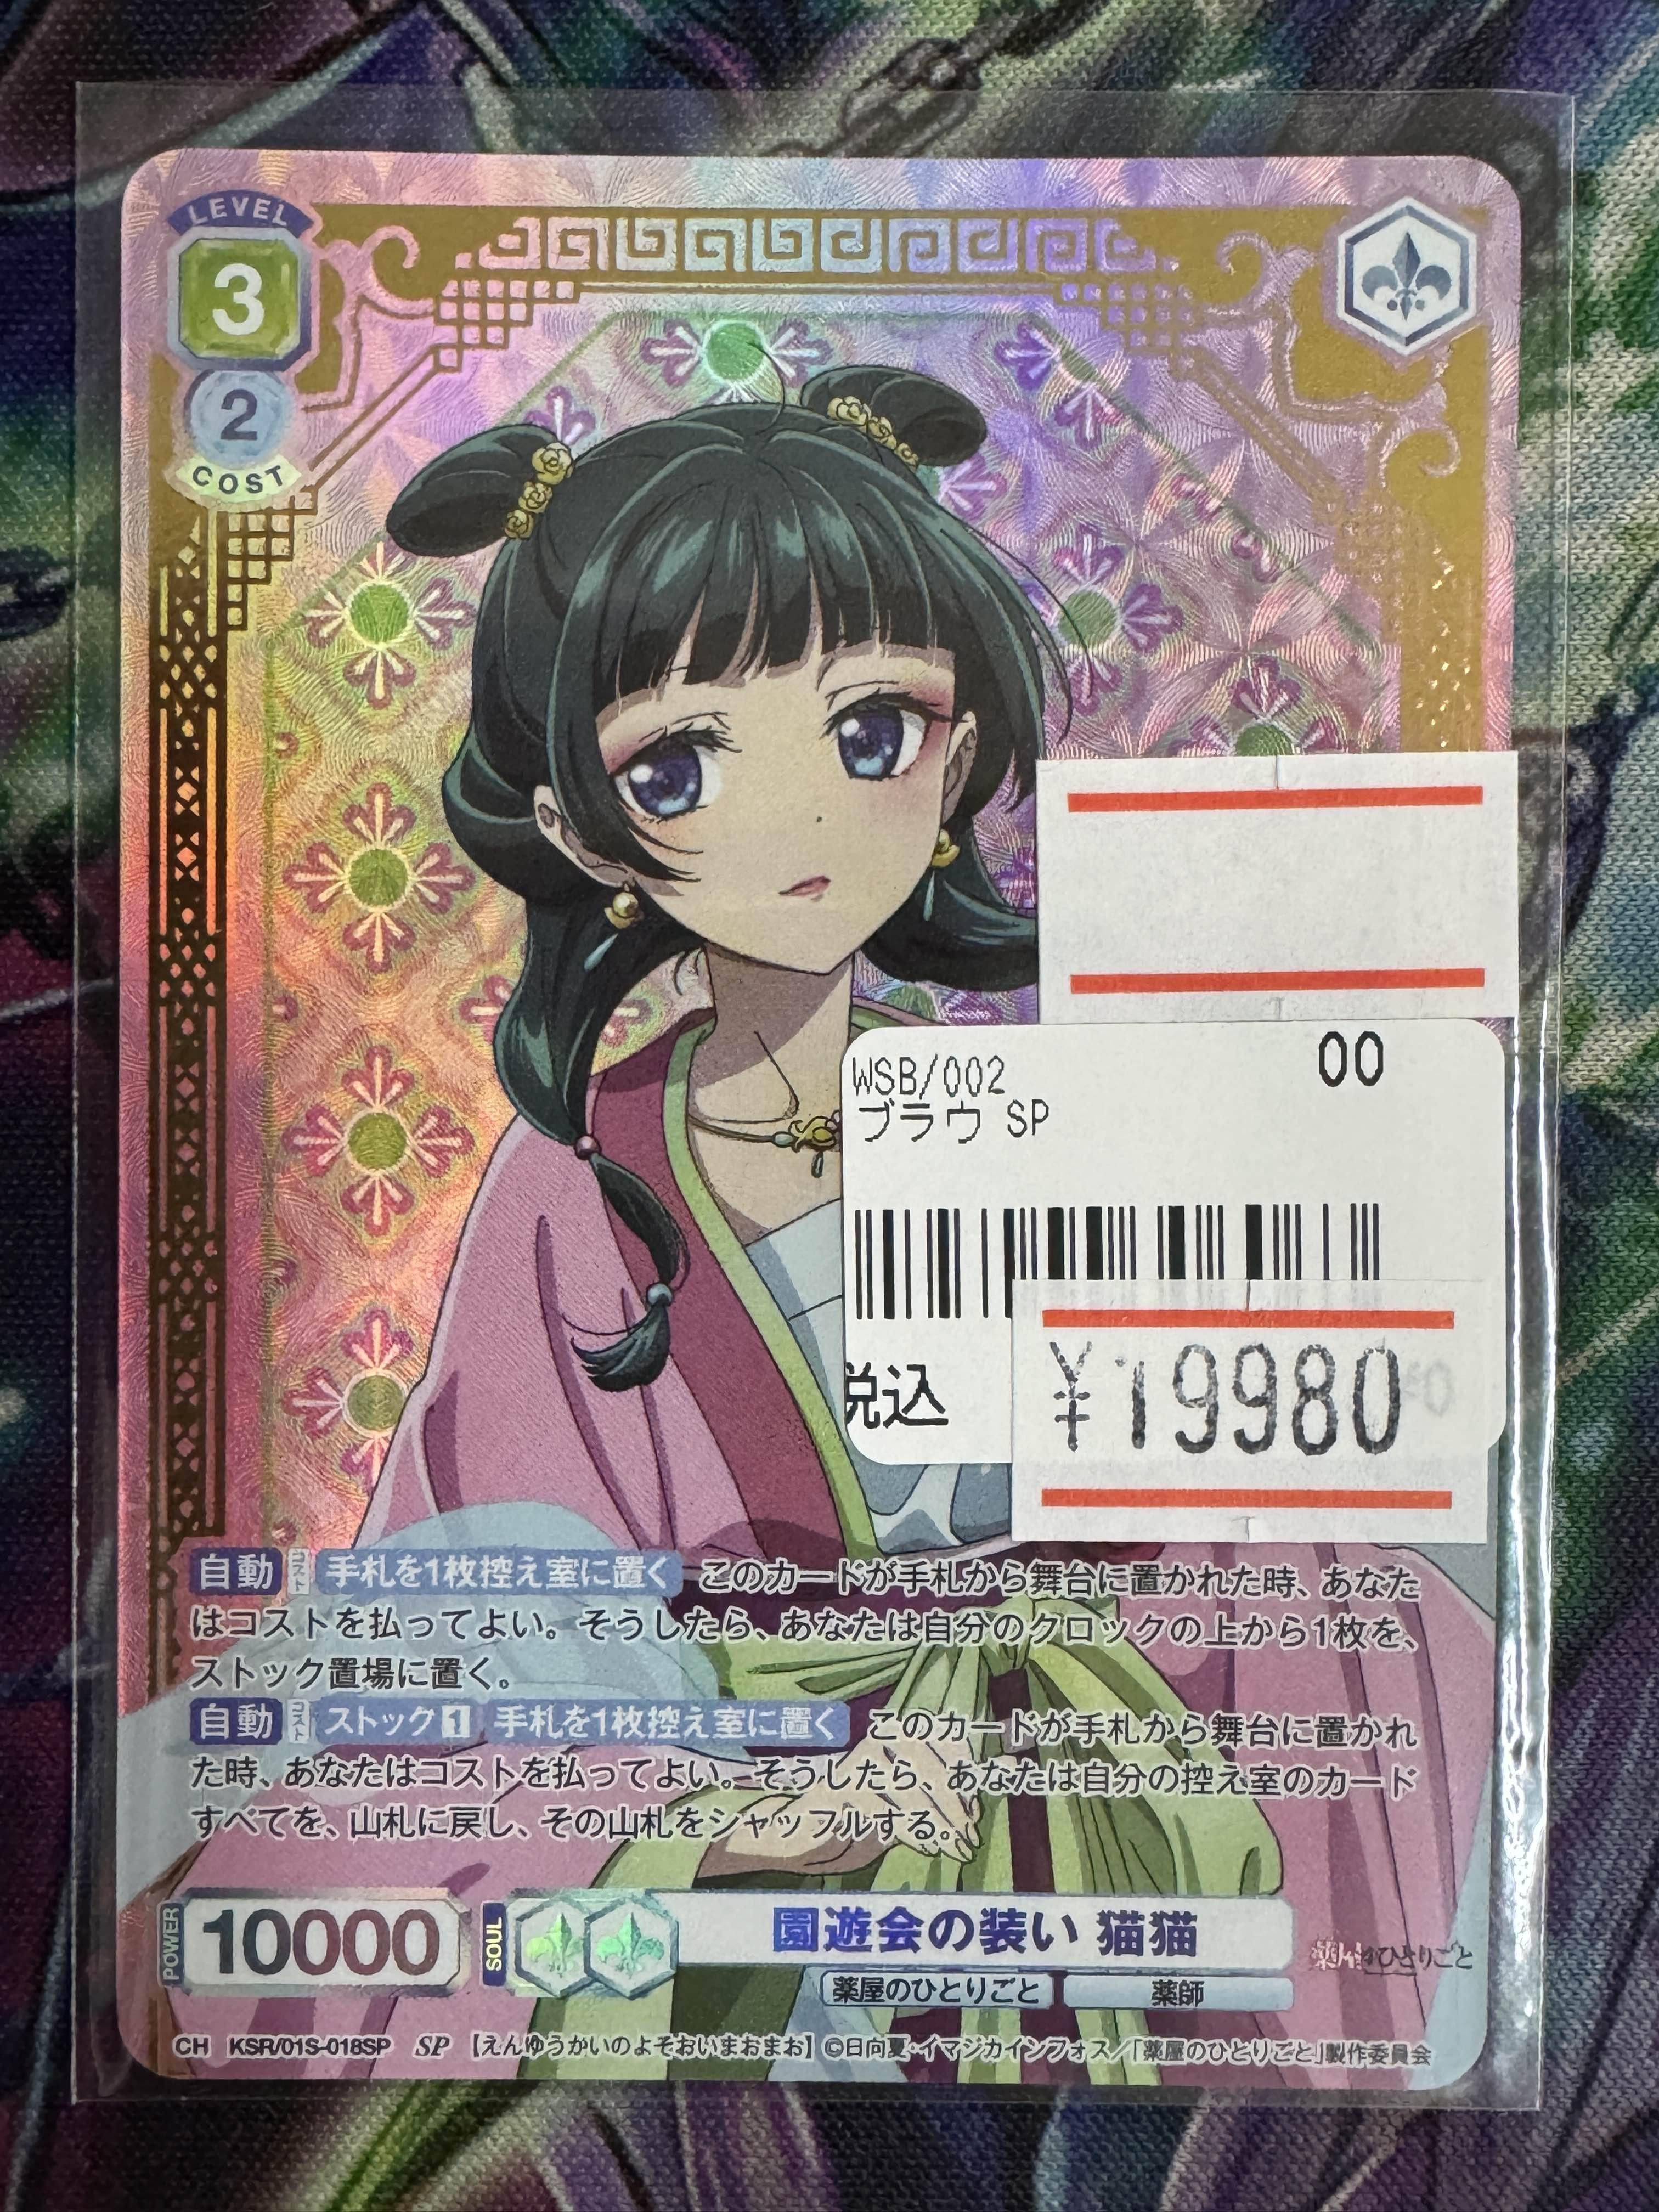 LEVEL
3
2
COST
WSB/002
00
ブラウ SP
税込
¥19980
自動 コスト 手札を1枚控え室に置く このカードが手札から舞台に置かれた時、あなた
はコストを払ってよい。そうしたら、あなたは自分のクロックの上から1枚を、
ストック置場に置く。
自動 コスト ストック1 手札を1枚控え室に置く このカードが手札から舞台に置かれ
た時、あなたはコストを払ってよい。そうしたら、あなたは自分の控え室のカード
すべてを、山札に戻し、その山札をシャッフルする。
POWER
10000
SOUL
園遊会の装い 猫猫
薬屋のひとりごと
薬屋のひとりごと 薬師
CH KSR/01S-018SP SP 【えんゆうかいのよそおいまおまお】 ©日向夏・イマジカインフォス/「薬屋のひとりごと」製作委員会